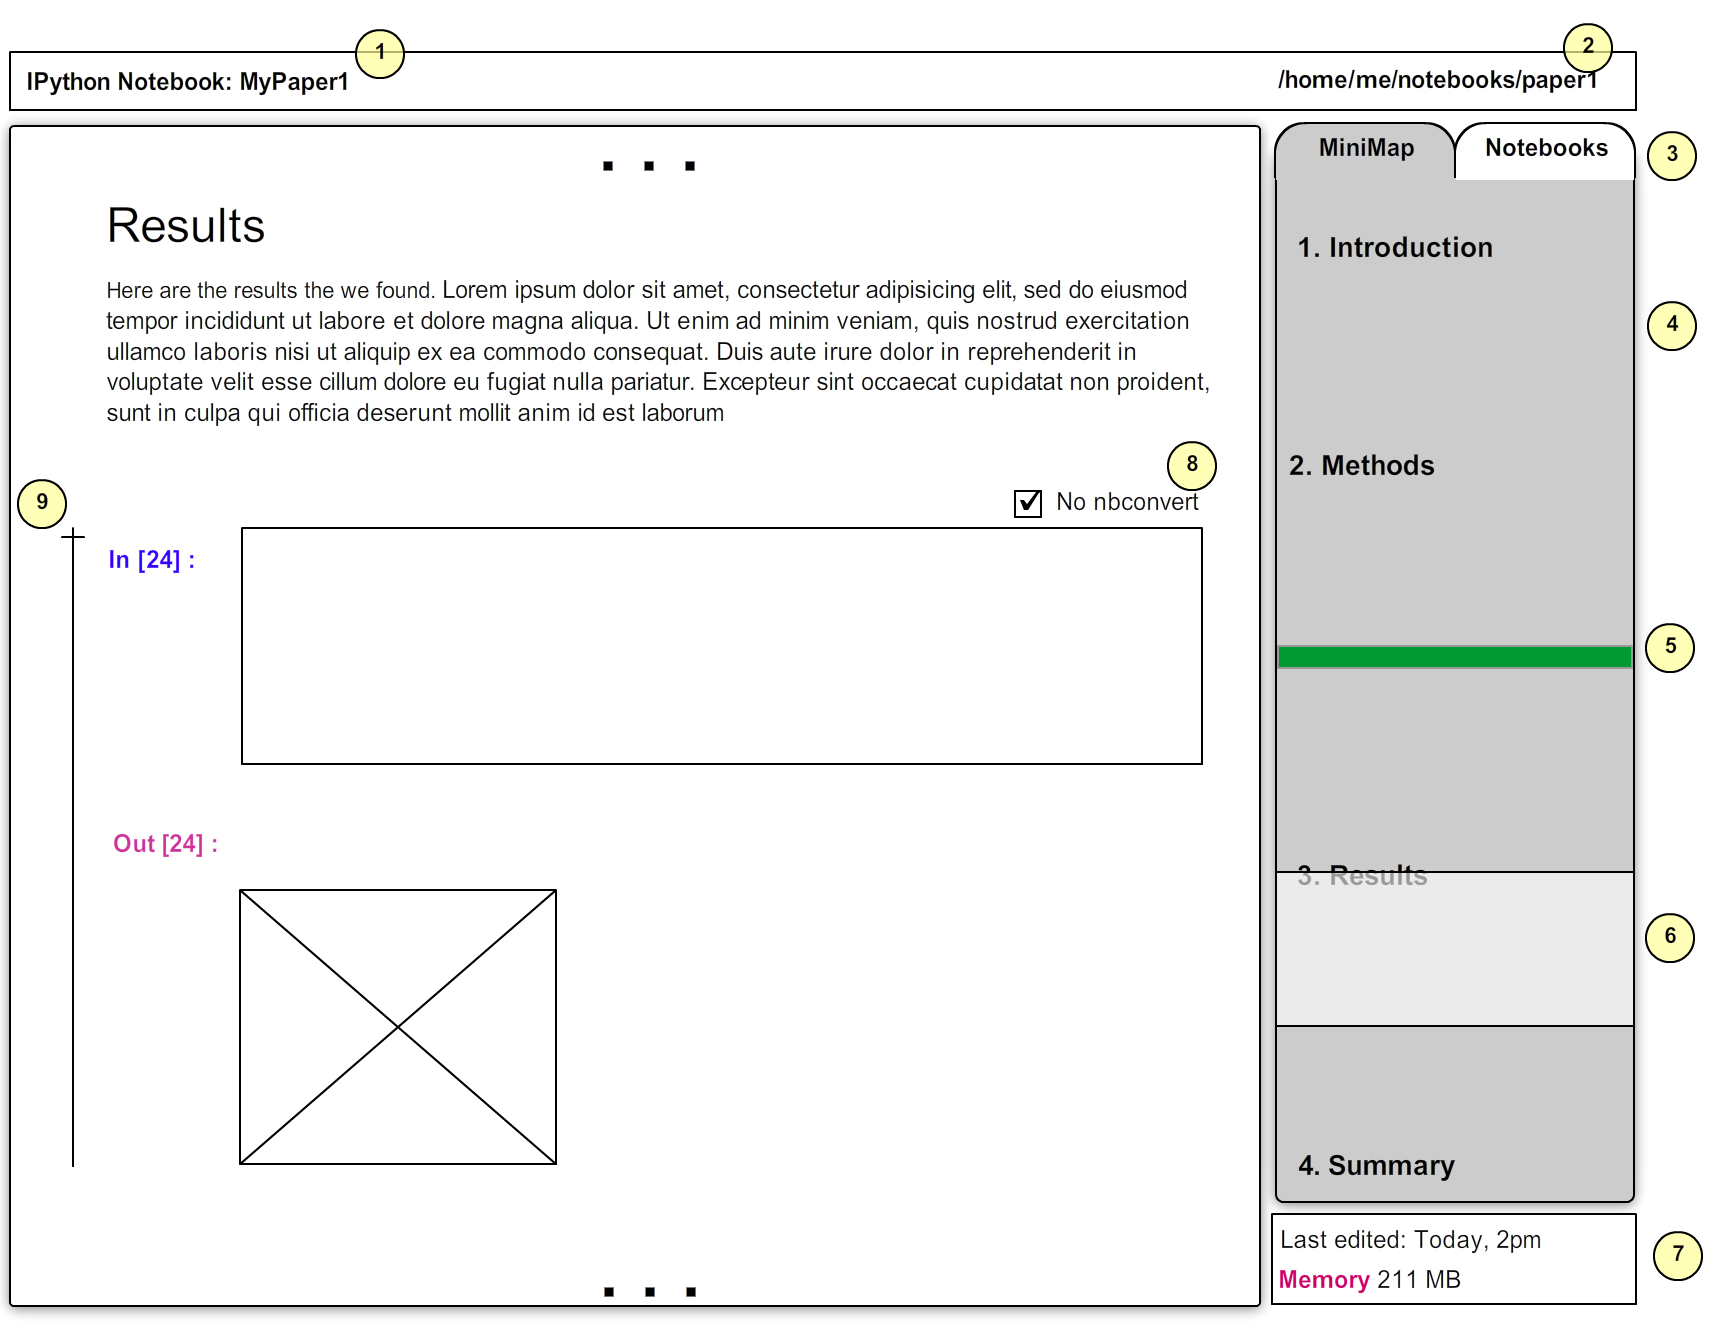 1
2
IPython Notebook: MyPaper1
/home/me/notebooks/paper1
MiniMap
Notebooks
3
Results
Here are the results the we found. Lorem ipsum dolor sit amet, consectetur adipisicing elit, sed do eiusmod
tempor incididunt ut labore et dolore magna aliqua. Ut enim ad minim veniam, quis nostrud exercitation
ullamco laboris nisi ut aliquip ex ea commodo consequat. Duis aute irure dolor in reprehenderit in
voluptate velit esse cillum dolore eu fugiat nulla pariatur. Excepteur sint occaecat cupidatat non proident,
sunt in culpa qui officia deserunt mollit anim id est laborum
8
No nbconvert
9
In [24] :
Out [24] :
1. Introduction
4
2. Methods
5
3. Results
6
4. Summary
Last edited: Today, 2pm
Memory 211 MB
7